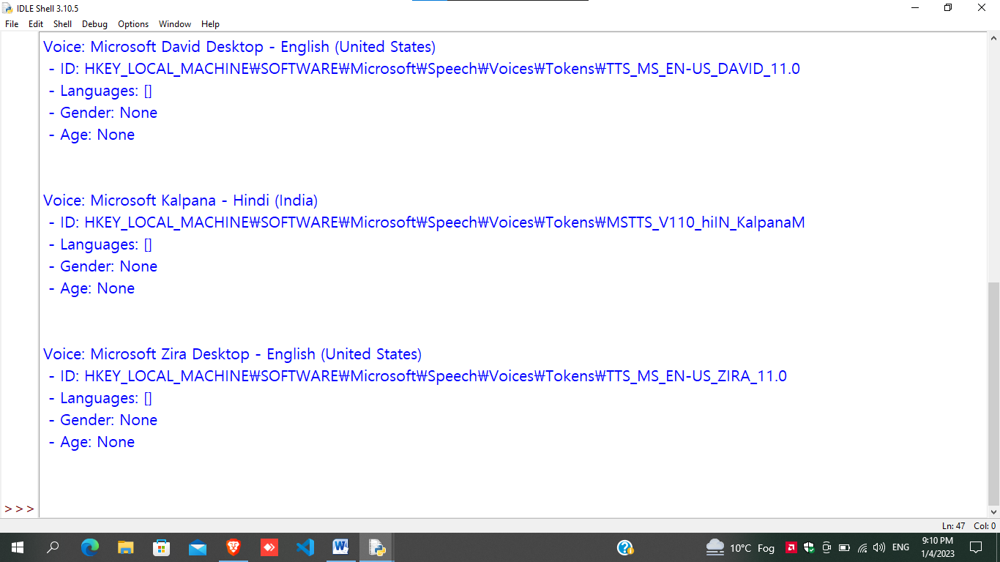 IDLE Shell 3.10.5
File Edit Shell Debug Options Window Help
Voice: Microsoft David Desktop - English (United States)
- ID: HKEY_LOCAL_MACHINE₩SOFTWARE₩Microsoft₩Speech₩Voices₩Tokens₩TTS_MS_EN-US_DAVID_11.0
- Languages: []
- Gender: None
- Age: None
Voice: Microsoft Kalpana - Hindi (India)
- ID: HKEY_LOCAL_MACHINE₩SOFTWARE₩Microsoft₩Speech₩Voices₩Tokens₩MSTTS_V110_hiIN_KalpanaM
- Languages: []
- Gender: None
- Age: None
Voice: Microsoft Zira Desktop - English (United States)
- ID: HKEY_LOCAL_MACHINE₩SOFTWARE₩Microsoft₩Speech₩Voices₩Tokens₩TTS_MS_EN-US_ZIRA_11.0
- Languages: []
- Gender: None
- Age: None
>>>
Ln: 47 Col: 0
10°C Fog ENG 9:10 PM
1/4/2023